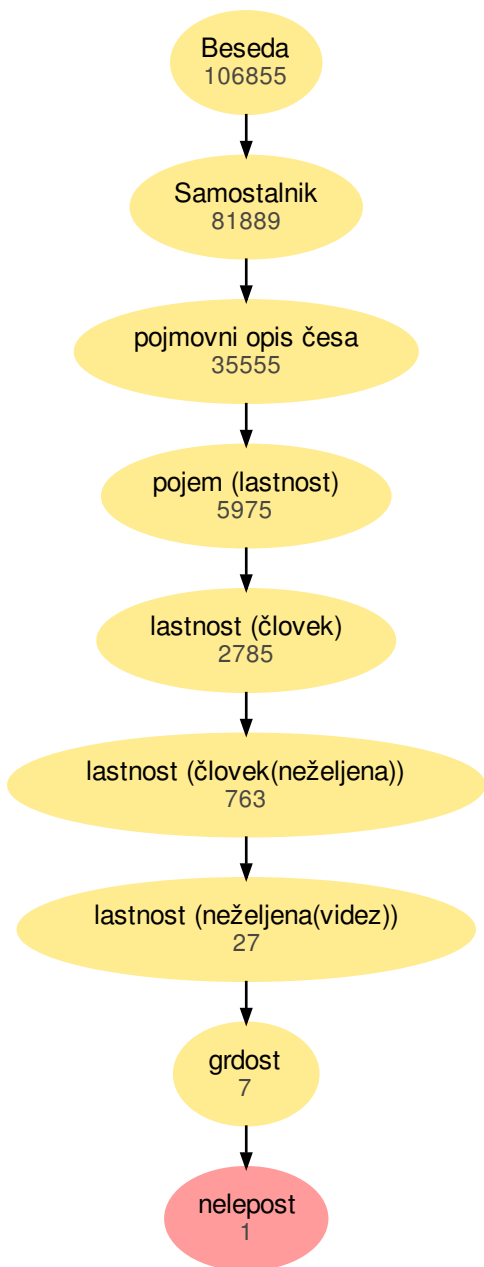 Beseda
106855
Samostalnik
81889
pojmovni opis česa
35555
pojem (lastnost)
5975
lastnost (človek)
2785
lastnost (človek(neželjena))
763
lastnost (neželjena(videz))
27
grdost
7
nelepost
1